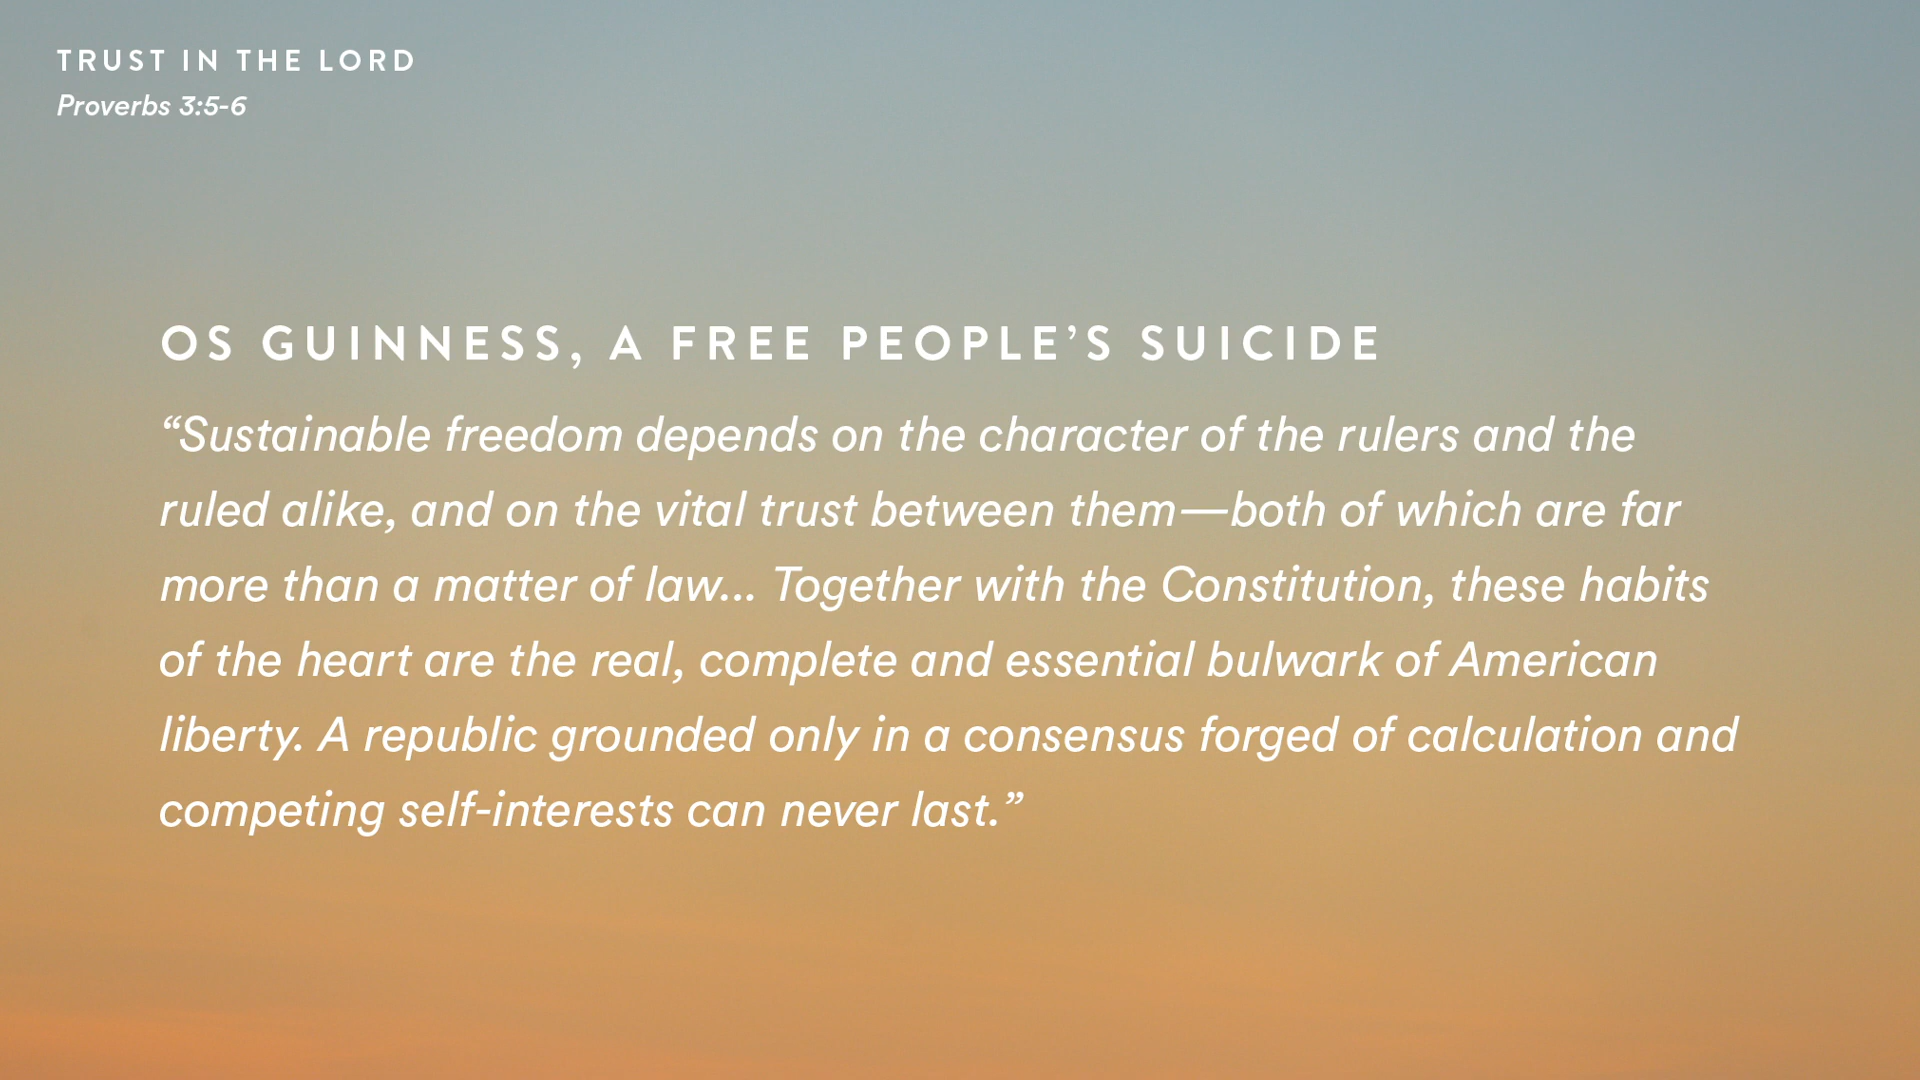 TRUST IN THE LORD
Proverbs 3:5-6
OS GUINNESS, A FREE PEOPLE’S SUICIDE
“Sustainable freedom depends on the character of the rulers and the
ruled alike, and on the vital trust between them—both of which are far
more than a matter of law... Together with the Constitution, these habits
of the heart are the real, complete and essential bulwark of American
liberty. A republic grounded only in a consensus forged of calculation and
competing self-interests can never last.”